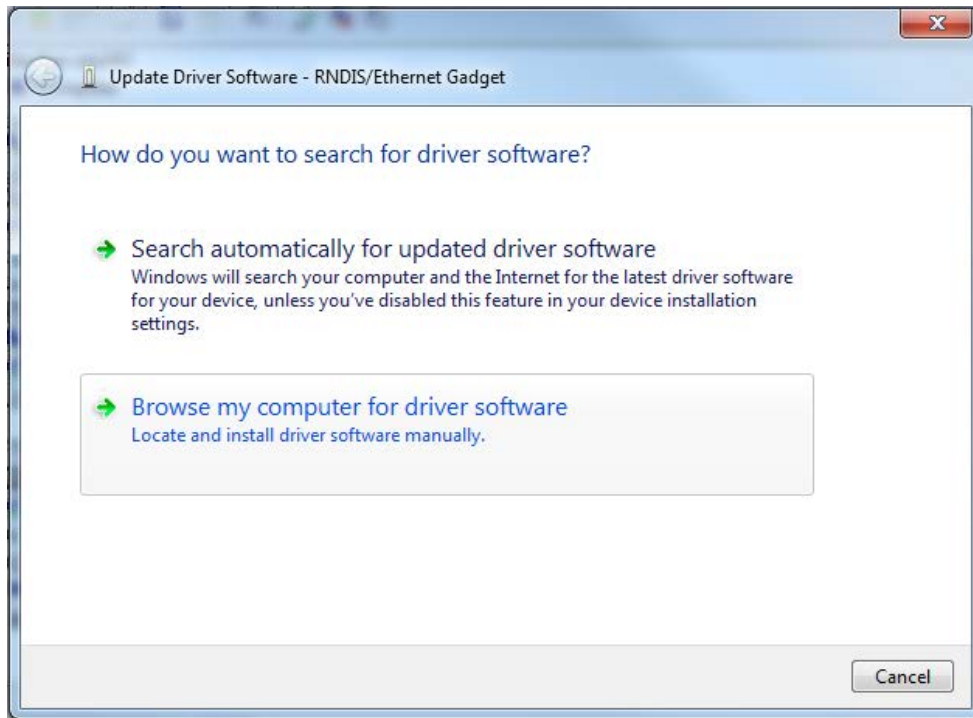 Update Driver Software - RNDIS/Ethernet Gadget
How do you want to search for driver software?
Search automatically for updated driver software
Windows will search your computer and the Internet for the latest driver software
for your device, unless you've disabled this feature in your device installation
settings.
Browse my computer for driver software
Locate and install driver software manually.
Cancel